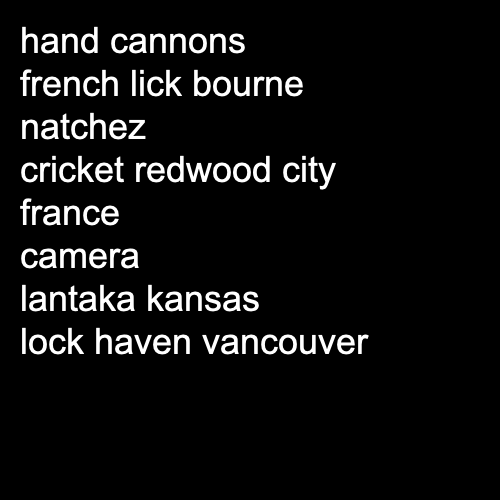 hand cannons
french lick bourne
natchez
cricket redwood city
france
camera
lantaka kansas
lock haven vancouver